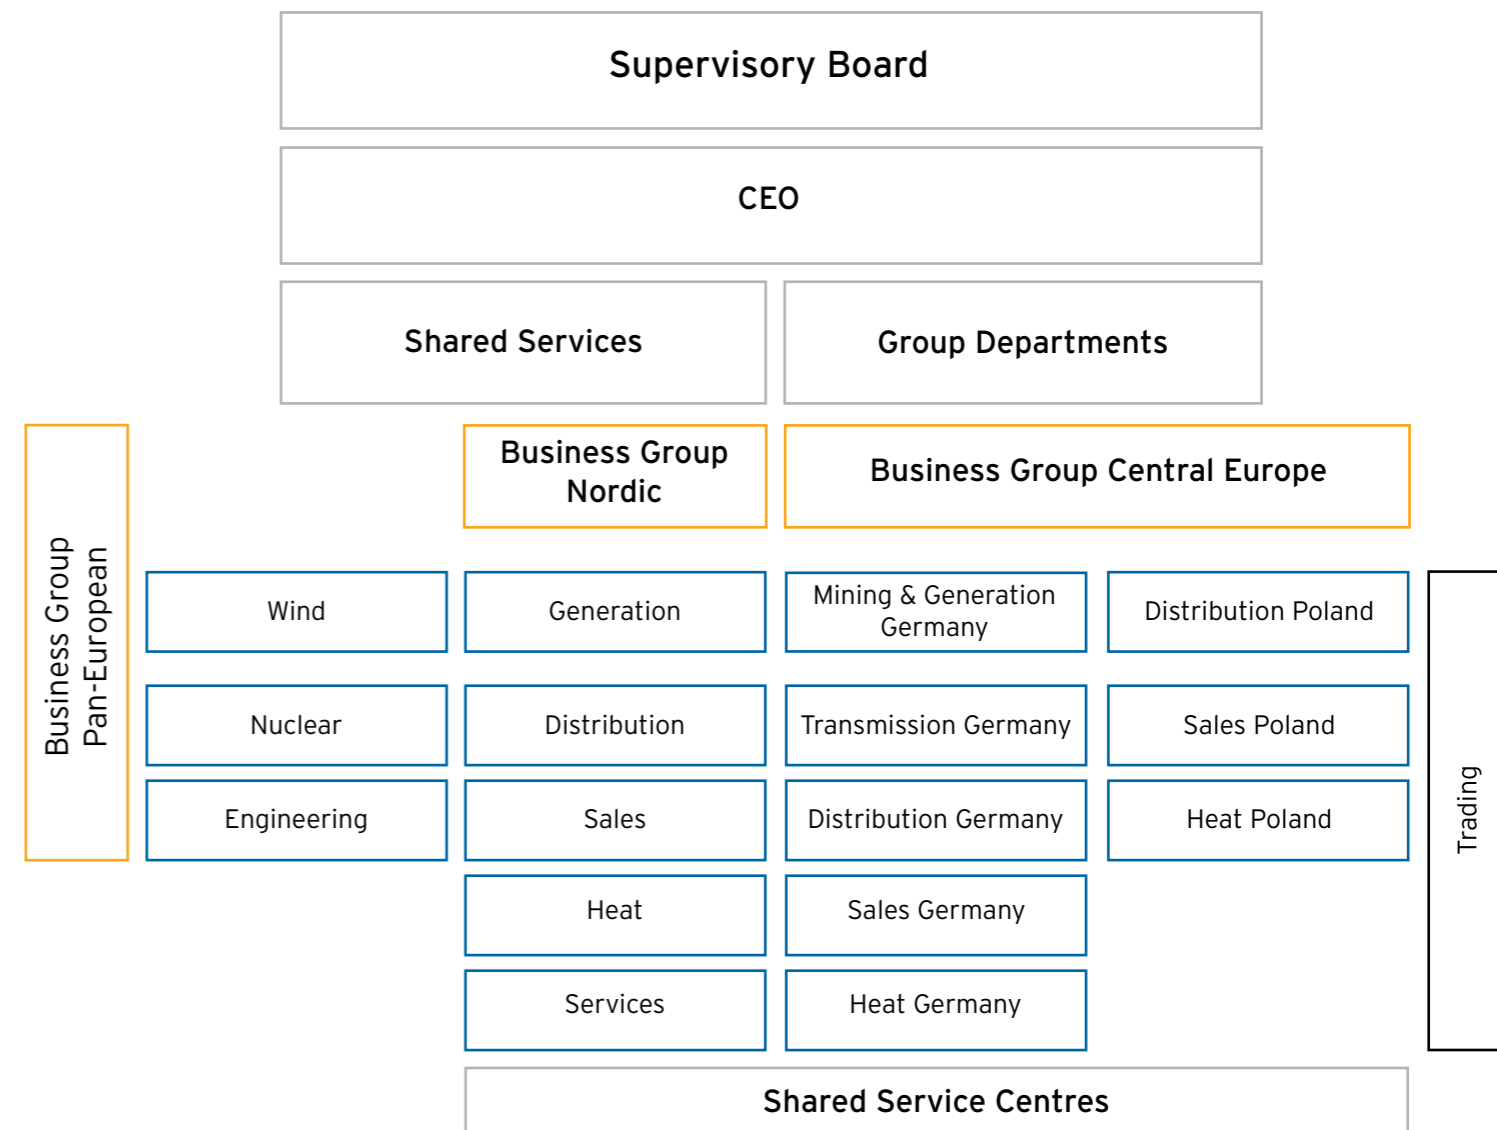 Supervisory Board
CEO
Shared Services
Group Departments
Business Group
Pan-European
Business Group
Nordic
Business Group Central Europe
Wind
Generation
Mining & Generation
Germany
Distribution Poland
Nuclear
Distribution
Transmission Germany
Sales Poland
Engineering
Sales
Distribution Germany
Heat Poland
Heat
Sales Germany
Services
Heat Germany
Trading
Shared Service Centres